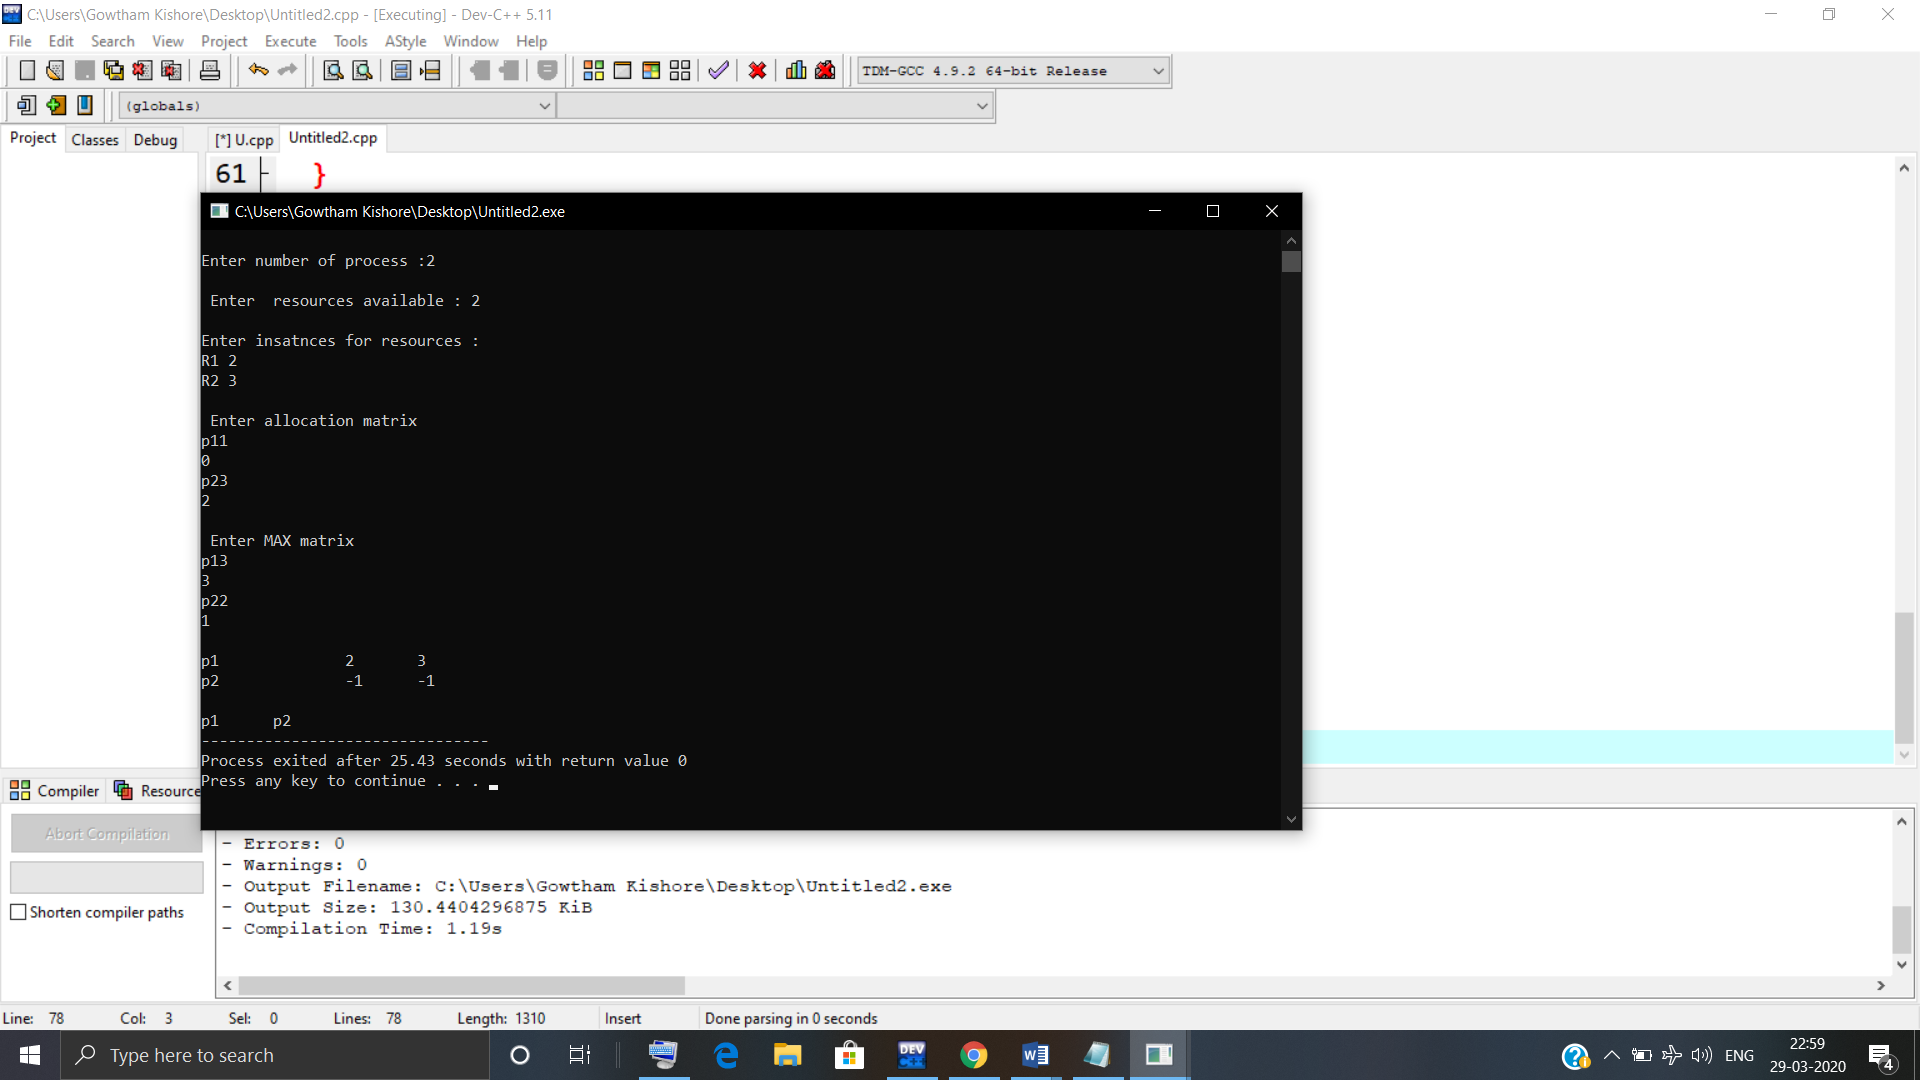 C:\Users\Gowtham Kishore\Desktop\Untitled2.cpp - [Executing] - Dev-C++ 5.11
File Edit Search View Project Execute Tools AStyle Window Help
TDM-GCC 4.9.2 64-bit Release
(globals)
Project Classes Debug [*] U.cpp Untitled2.cpp
61 }
C:\Users\Gowtham Kishore\Desktop\Untitled2.exe
Enter number of process :2
Enter  resources available : 2
Enter insatnces for resources :
R1 2
R2 3
Enter allocation matrix
p11
0
p23
2
Enter MAX matrix
p13
3
p22
1
p1 2 3
p2 -1 -1
p1 p2
--------------------------------
Process exited after 25.43 seconds with return value 0
Press any key to continue . . .
Compiler Resource
Abort Compilation
Shorten compiler paths
- Errors: 0
- Warnings: 0
- Output Filename: C:\Users\Gowtham Kishore\Desktop\Untitled2.exe
- Output Size: 130.4404296875 KiB
- Compilation Time: 1.19s
Line: 78 Col: 3 Sel: 0 Lines: 78 Length: 1310 Insert Done parsing in 0 seconds
Type here to search
DEV C++
ENG
22:59
29-03-2020
4